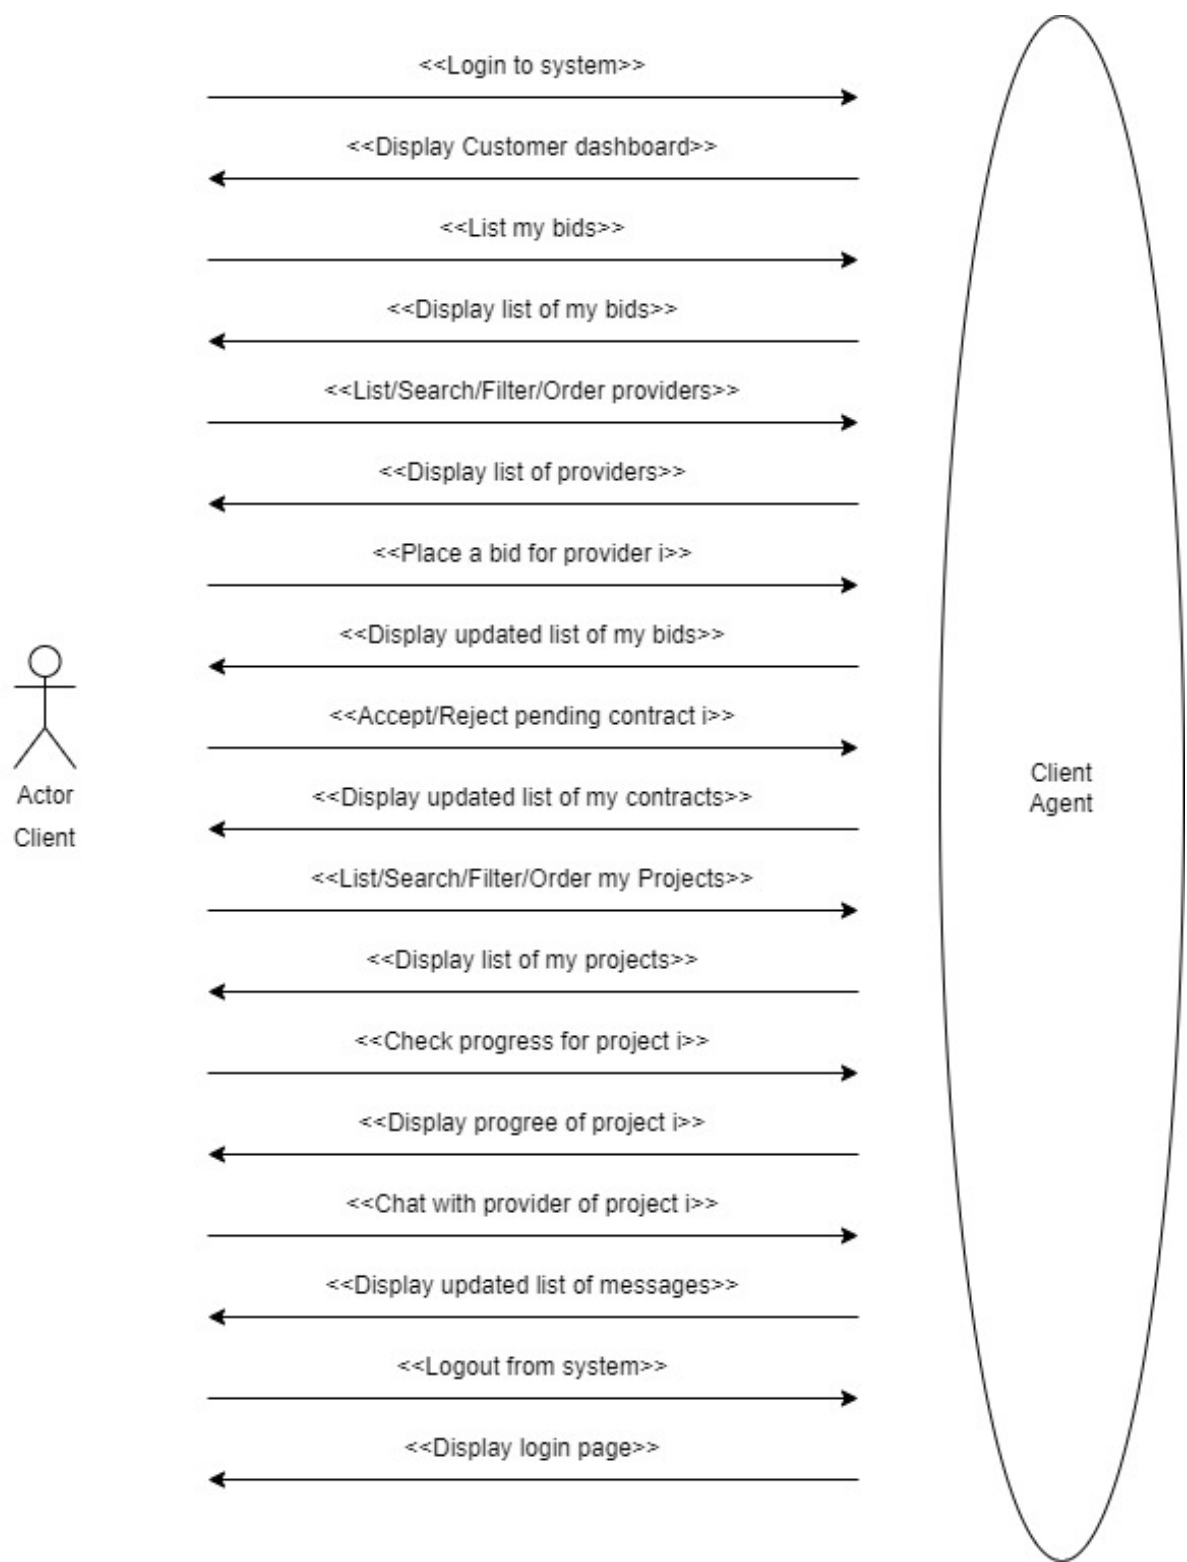 <<Login to system>>
<<Display Customer dashboard>>
<<List my bids>>
<<Display list of my bids>>
<<List/Search/Filter/Order providers>>
<<Display list of providers>>
<<Place a bid for provider i>>
<<Display updated list of my bids>>
<<Accept/Reject pending contract i>>
<<Display updated list of my contracts>>
<<List/Search/Filter/Order my Projects>>
<<Display list of my projects>>
<<Check progress for project i>>
<<Display progree of project i>>
<<Chat with provider of project i>>
<<Display updated list of messages>>
<<Logout from system>>
<<Display login page>>
Actor
Client
Client
Agent